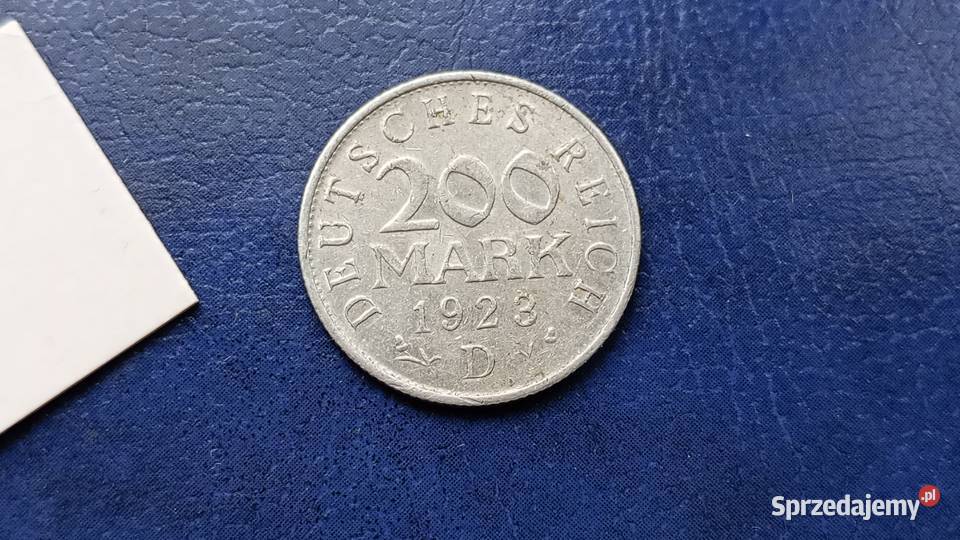 DEUTSCHES REICH
200
MARK
1923
D
Sprzedajemy.pl